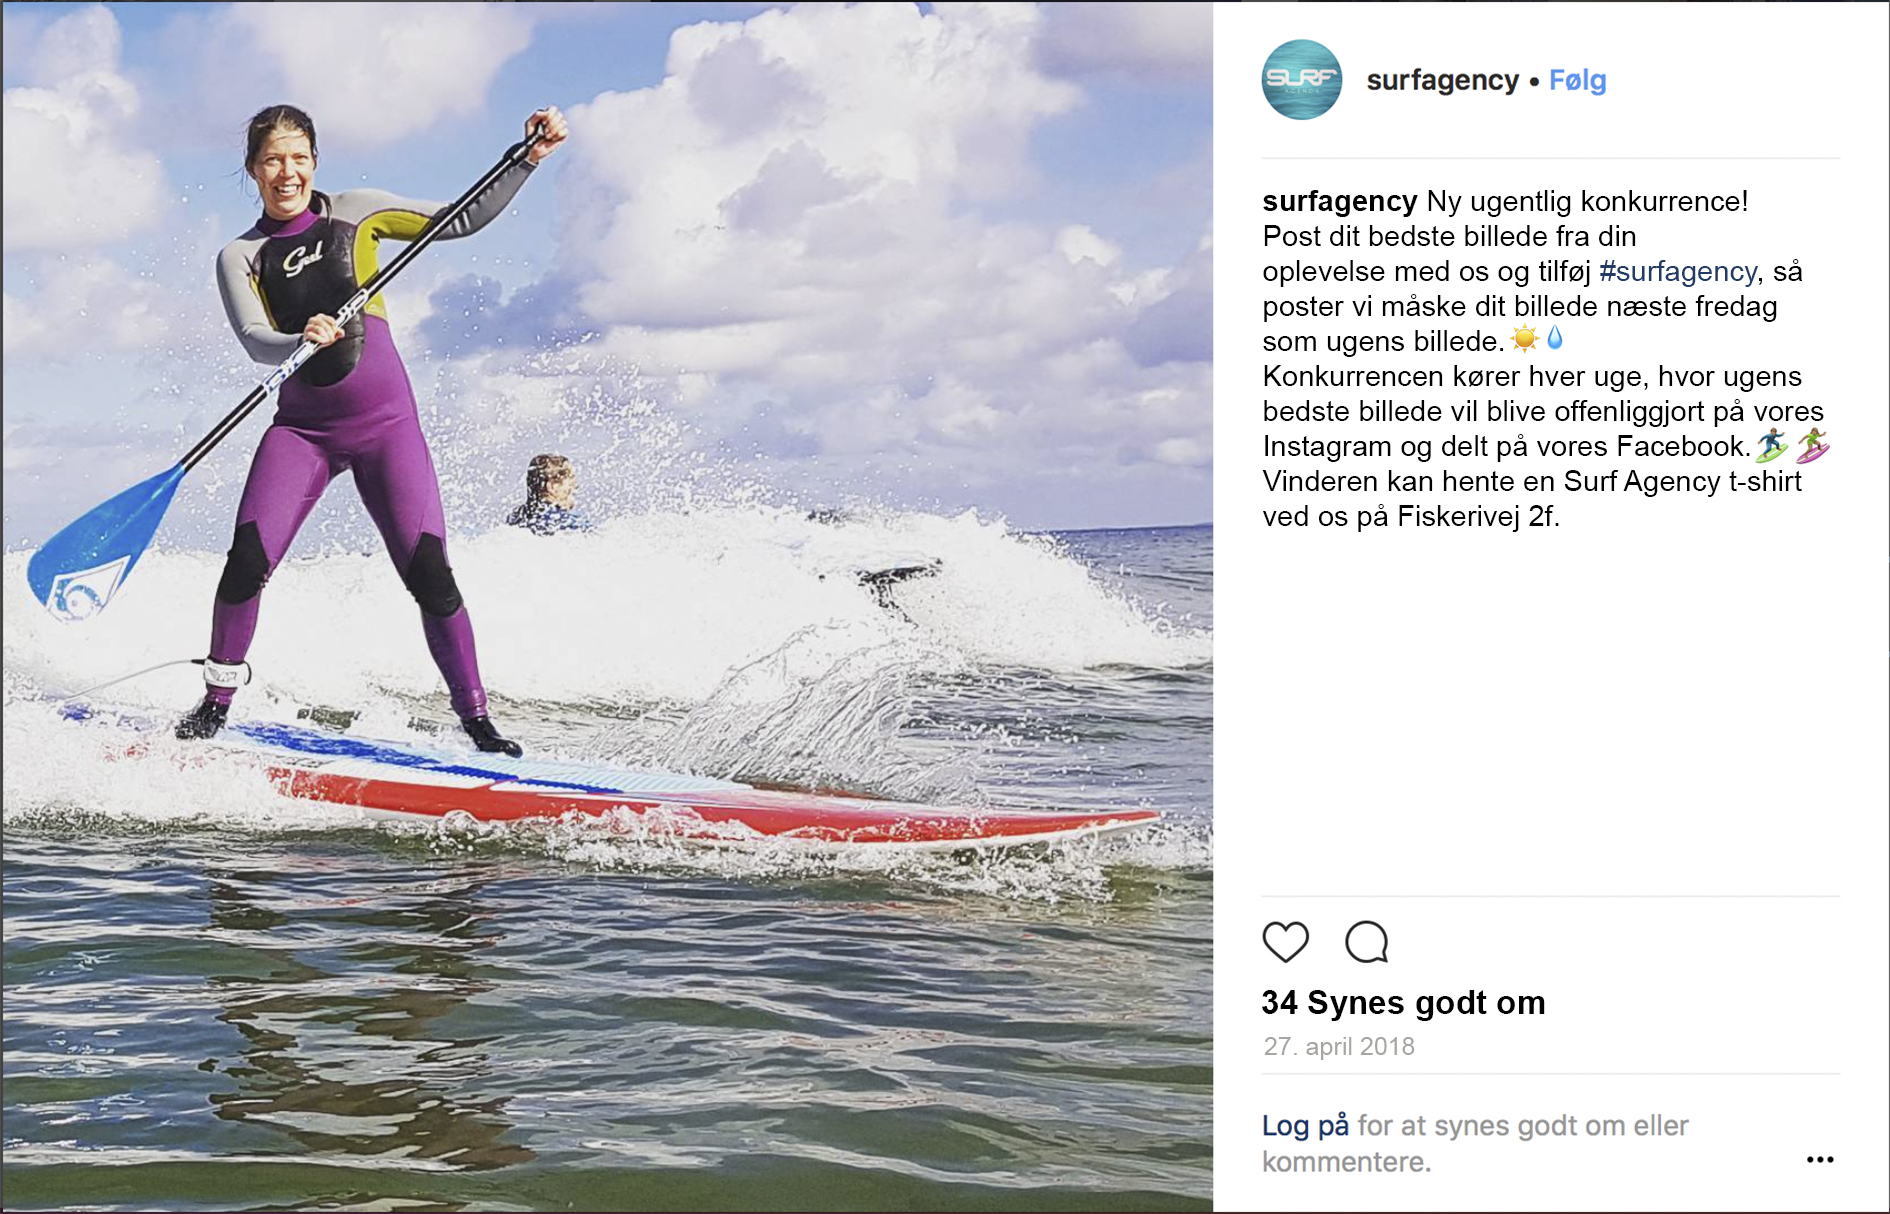 SURF
AGENCY
surfagency • Følg
surfagency Ny ugentlig konkurrence!
Post dit bedste billede fra din
oplevelse med os og tilføj #surfagency, så
poster vi måske dit billede næste fredag
som ugens billede.☀️💧
Konkurrencen kører hver uge, hvor ugens
bedste billede vil blive offenliggjort på vores
Instagram og delt på vores Facebook.🏄🏄
Vinderen kan hente en Surf Agency t-shirt
ved os på Fiskerivej 2f.
Gul
34 Synes godt om
27. april 2018
Log på for at synes godt om eller
kommentere.